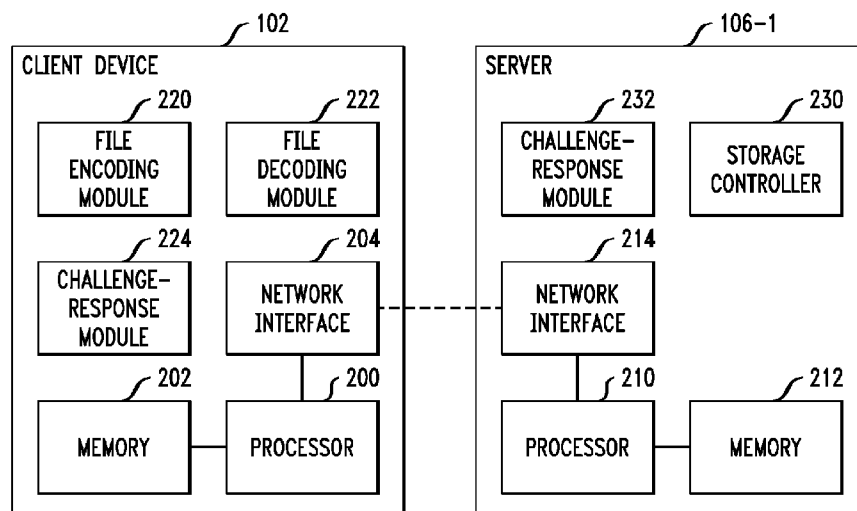 102
CLIENT DEVICE
220
FILE
ENCODING
MODULE
222
FILE
DECODING
MODULE
224
CHALLENGE-
RESPONSE
MODULE
204
NETWORK
INTERFACE
202
MEMORY
200
PROCESSOR
106-1
SERVER
232
CHALLENGE-
RESPONSE
MODULE
230
STORAGE
CONTROLLER
214
NETWORK
INTERFACE
210
PROCESSOR
212
MEMORY